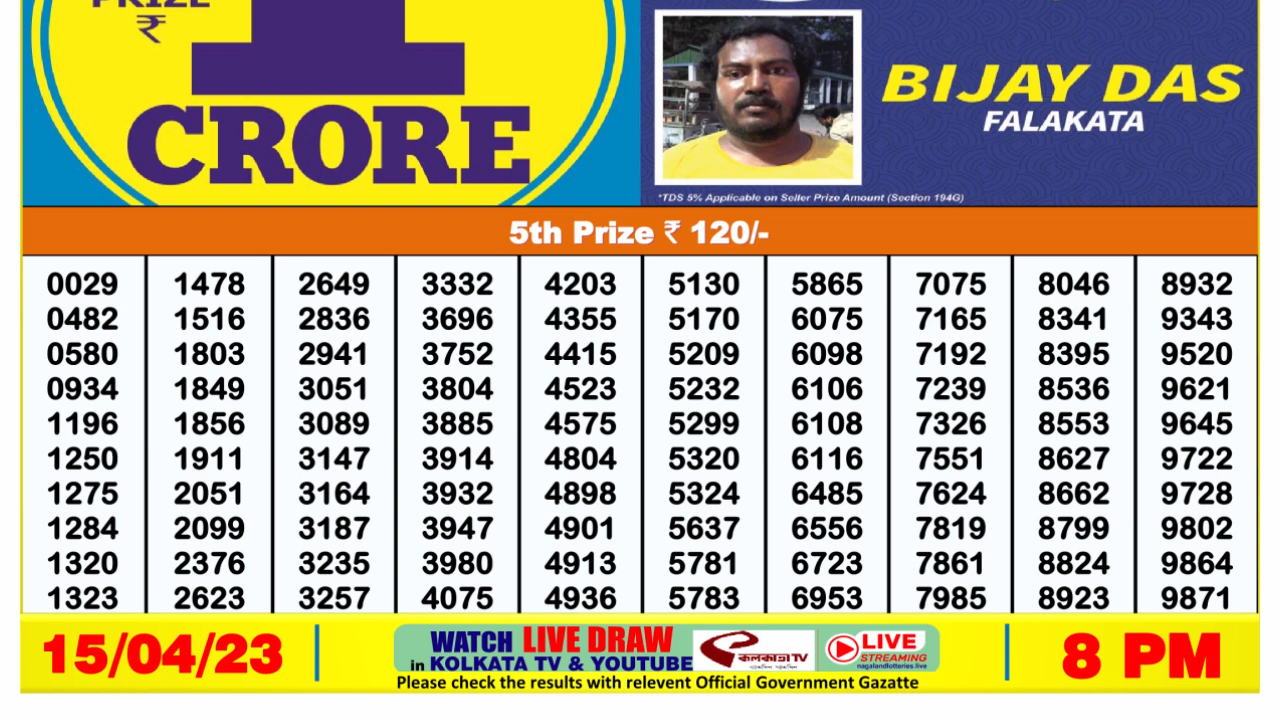 PRIZE
₹
1
CRORE
BIJAY DAS
FALAKATA
*TDS 5% Applicable on Seller Prize Amount (Section 194G)
5th Prize ₹ 120/-
0029 1478 2649 3332 4203 5130 5865 7075 8046 8932
0482 1516 2836 3696 4355 5170 6075 7165 8341 9343
0580 1803 2941 3752 4415 5209 6098 7192 8395 9520
0934 1849 3051 3804 4523 5232 6106 7239 8536 9621
1196 1856 3089 3885 4575 5299 6108 7326 8553 9645
1250 1911 3147 3914 4804 5320 6116 7551 8627 9722
1275 2051 3164 3932 4898 5324 6485 7624 8662 9728
1284 2099 3187 3947 4901 5637 6556 7819 8799 9802
1320 2376 3235 3980 4913 5781 6723 7861 8824 9864
1323 2623 3257 4075 4936 5783 6953 7985 8923 9871
15/04/23
WATCH LIVE DRAW
in KOLKATA TV & YOUTUBE
কলকাতা TV
LIVE
STREAMING
nagalandlotteries.live
8 PM
Please check the results with relevent Official Government Gazatte